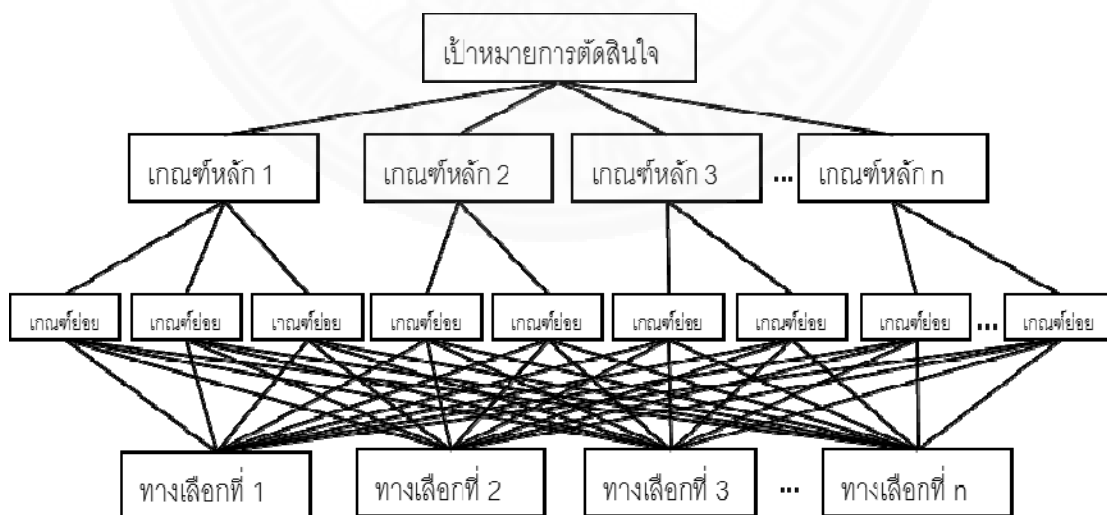 เป้าหมายการตัดสินใจ
เกณฑ์หลัก 1 เกณฑ์หลัก 2 เกณฑ์หลัก 3 ... เกณฑ์หลัก n
เกณฑ์ย่อย เกณฑ์ย่อย เกณฑ์ย่อย เกณฑ์ย่อย เกณฑ์ย่อย เกณฑ์ย่อย เกณฑ์ย่อย เกณฑ์ย่อย ... เกณฑ์ย่อย
ทางเลือกที่ 1 ทางเลือกที่ 2 ทางเลือกที่ 3 ... ทางเลือกที่ n